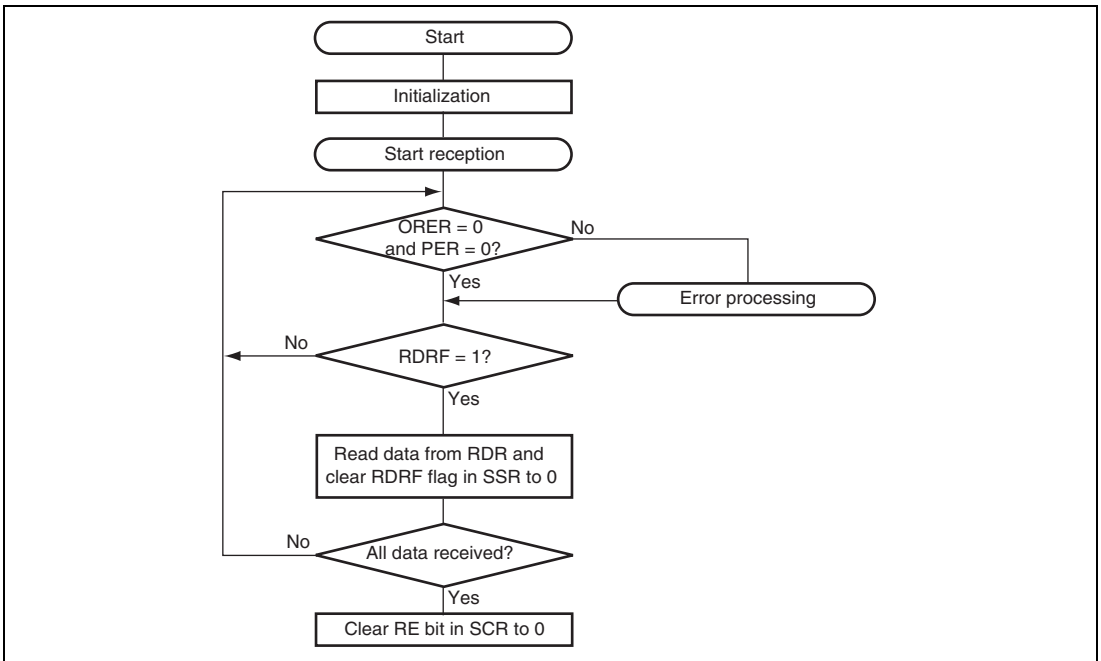 Start
Initialization
Start reception
ORER = 0
and PER = 0?
No
Yes
Error processing
No
RDRF = 1?
Yes
Read data from RDR and
clear RDRF flag in SSR to 0
No
All data received?
Yes
Clear RE bit in SCR to 0